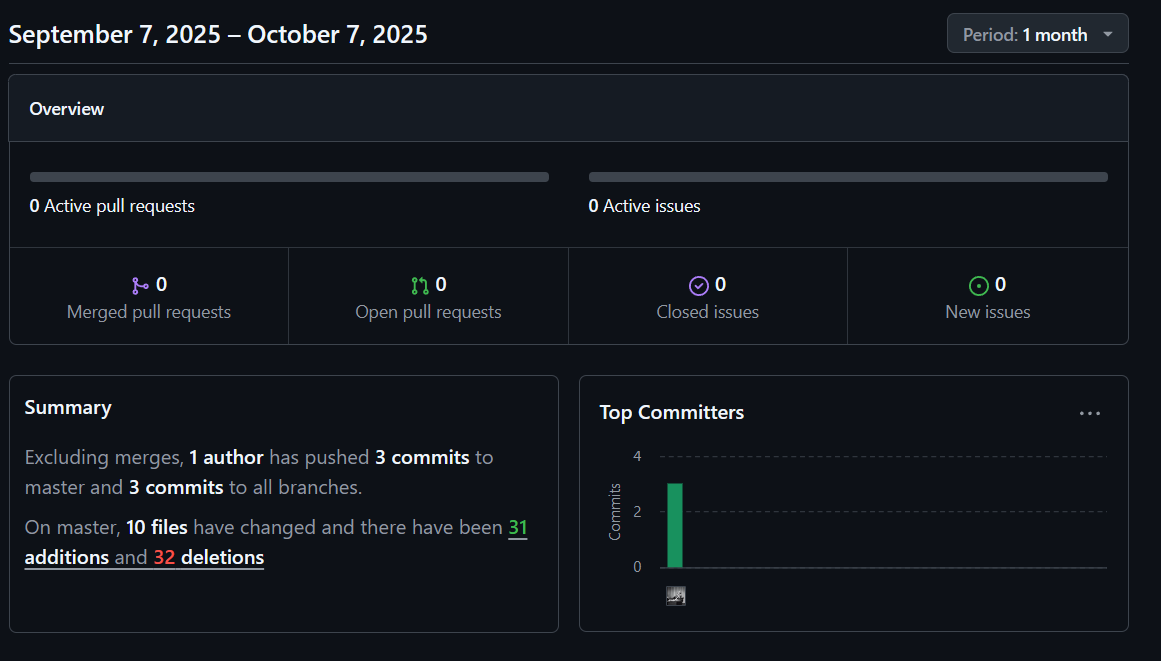 September 7, 2025 – October 7, 2025
Period: 1 month
Overview
0 Active pull requests
0 Active issues
0
Merged pull requests
0
Open pull requests
0
Closed issues
0
New issues
Summary
Excluding merges, 1 author has pushed 3 commits to
master and 3 commits to all branches.
On master, 10 files have changed and there have been 31
additions and 32 deletions
Top Committers
4
2
0
Commits